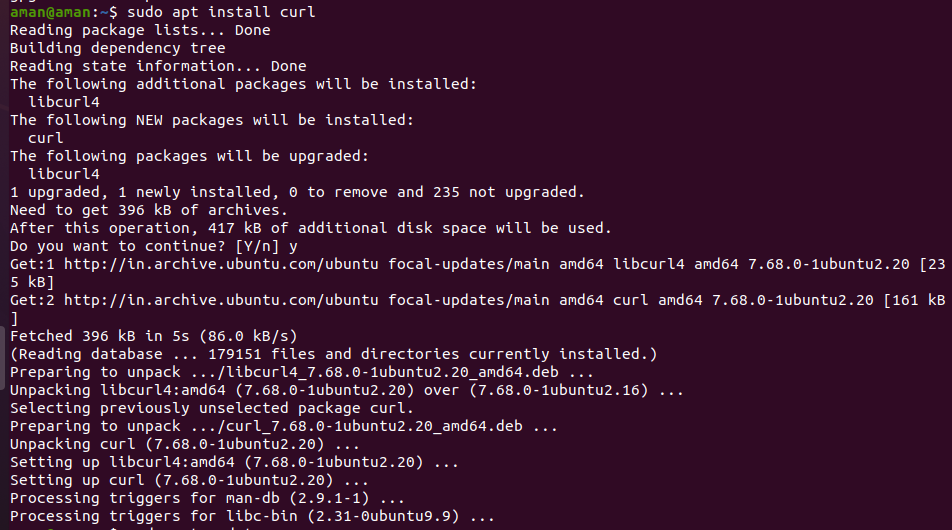 aman@aman:~$ sudo apt install curl
Reading package lists... Done
Building dependency tree
Reading state information... Done
The following additional packages will be installed:
  libcurl4
The following NEW packages will be installed:
  curl
The following packages will be upgraded:
  libcurl4
1 upgraded, 1 newly installed, 0 to remove and 235 not upgraded.
Need to get 396 kB of archives.
After this operation, 417 kB of additional disk space will be used.
Do you want to continue? [Y/n] y
Get:1 http://in.archive.ubuntu.com/ubuntu focal-updates/main amd64 libcurl4 amd64 7.68.0-1ubuntu2.20 [23
5 kB]
Get:2 http://in.archive.ubuntu.com/ubuntu focal-updates/main amd64 curl amd64 7.68.0-1ubuntu2.20 [161 kB
]
Fetched 396 kB in 5s (86.0 kB/s)
(Reading database ... 179151 files and directories currently installed.)
Preparing to unpack .../libcurl4_7.68.0-1ubuntu2.20_amd64.deb ...
Unpacking libcurl4:amd64 (7.68.0-1ubuntu2.20) over (7.68.0-1ubuntu2.16) ...
Selecting previously unselected package curl.
Preparing to unpack .../curl_7.68.0-1ubuntu2.20_amd64.deb ...
Unpacking curl (7.68.0-1ubuntu2.20) ...
Setting up libcurl4:amd64 (7.68.0-1ubuntu2.20) ...
Setting up curl (7.68.0-1ubuntu2.20) ...
Processing triggers for man-db (2.9.1-1) ...
Processing triggers for libc-bin (2.31-0ubuntu9.9) ...